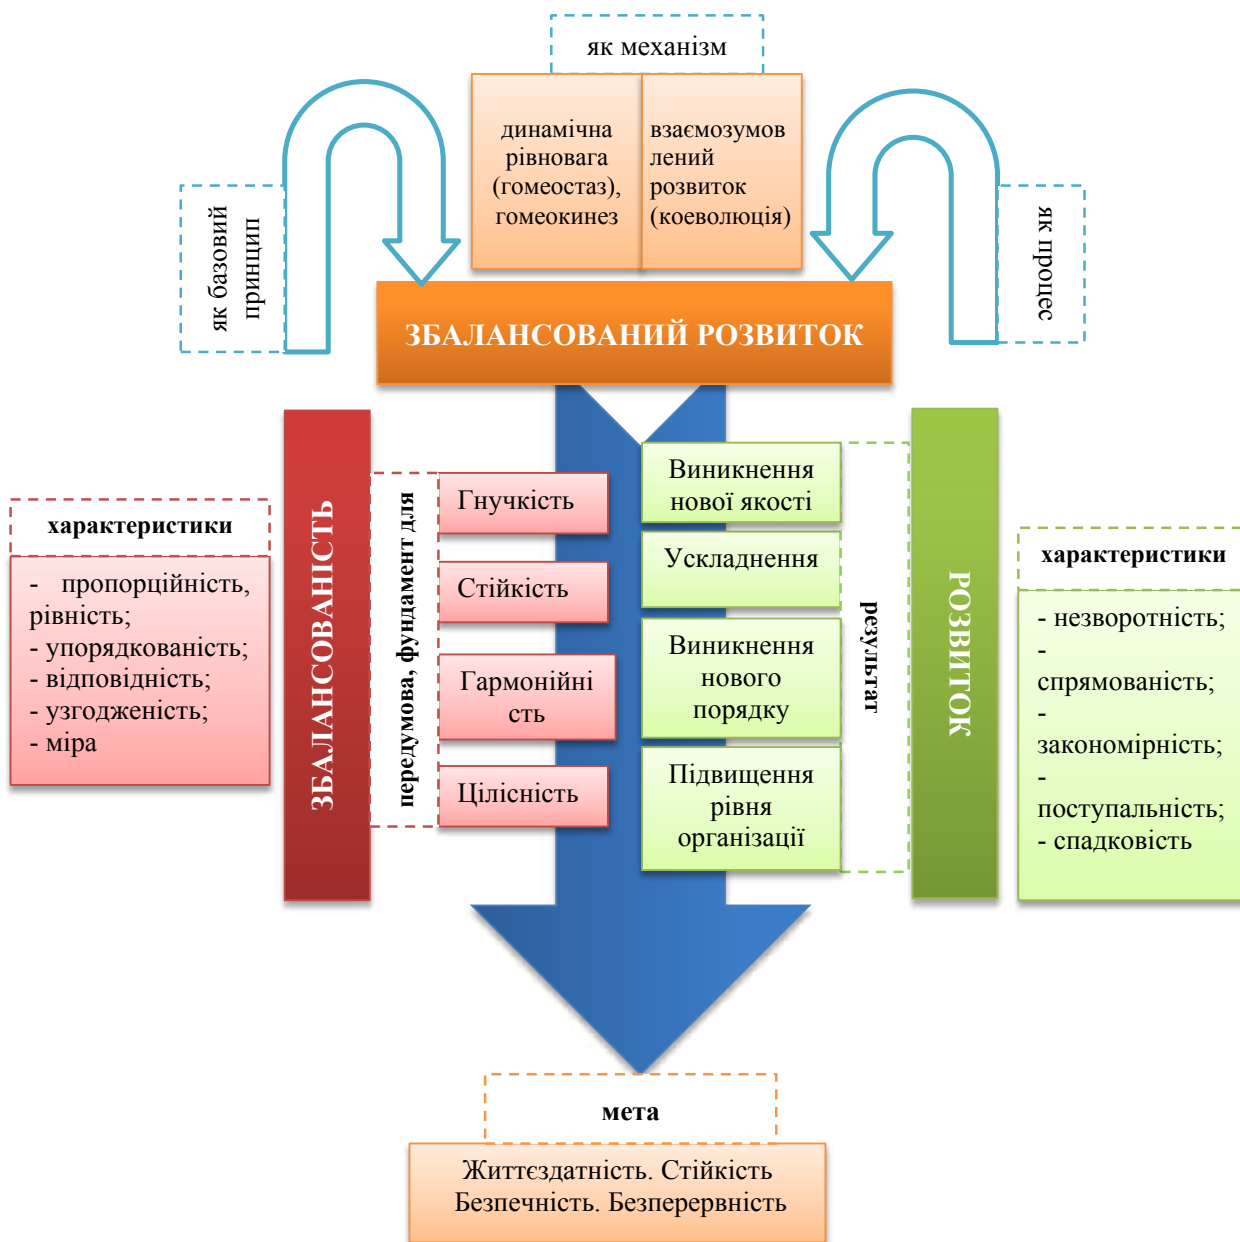 як механізм
динамічна
рівновага
(гомеостаз),
гомеокинез
взаємозумов
лений
розвиток
(коеволюція)
як базовий
принцип
як процес
ЗБАЛАНСОВАНИЙ РОЗВИТОК
характеристики
- пропорційність,
рівність;
- упорядкованість;
- відповідність;
- узгодженість;
- міра
ЗБАЛАНСОВАНІСТЬ
передумова, фундамент для
Гнучкість
Стійкість
Гармонійні
сть
Цілісність
Виникнення
нової якості
Ускладнення
Виникнення
нового
порядку
Підвищення
рівня
організації
результат
РОЗВИТОК
характеристики
- незворотність;
-
спрямованість;
-
закономірність;
-
поступальність;
- спадковість
мета
Життєздатність. Стійкість
Безпечність. Безперервність